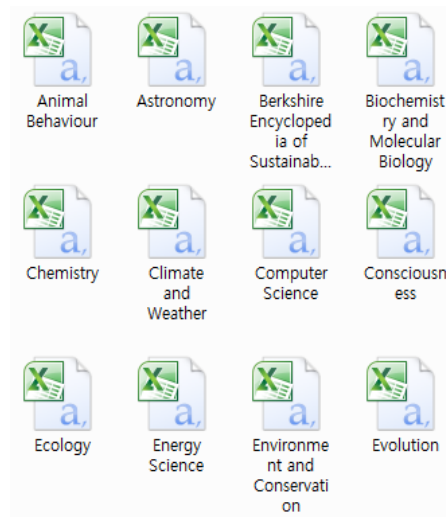 Animal
Behaviour
Astronomy
Berkshire
Encycloped
ia of
Sustainab...
Biochemist
ry and
Molecular
Biology
Chemistry
Climate
and
Weather
Computer
Science
Consciousn
ess
Ecology
Energy
Science
Environme
nt and
Conservati
on
Evolution